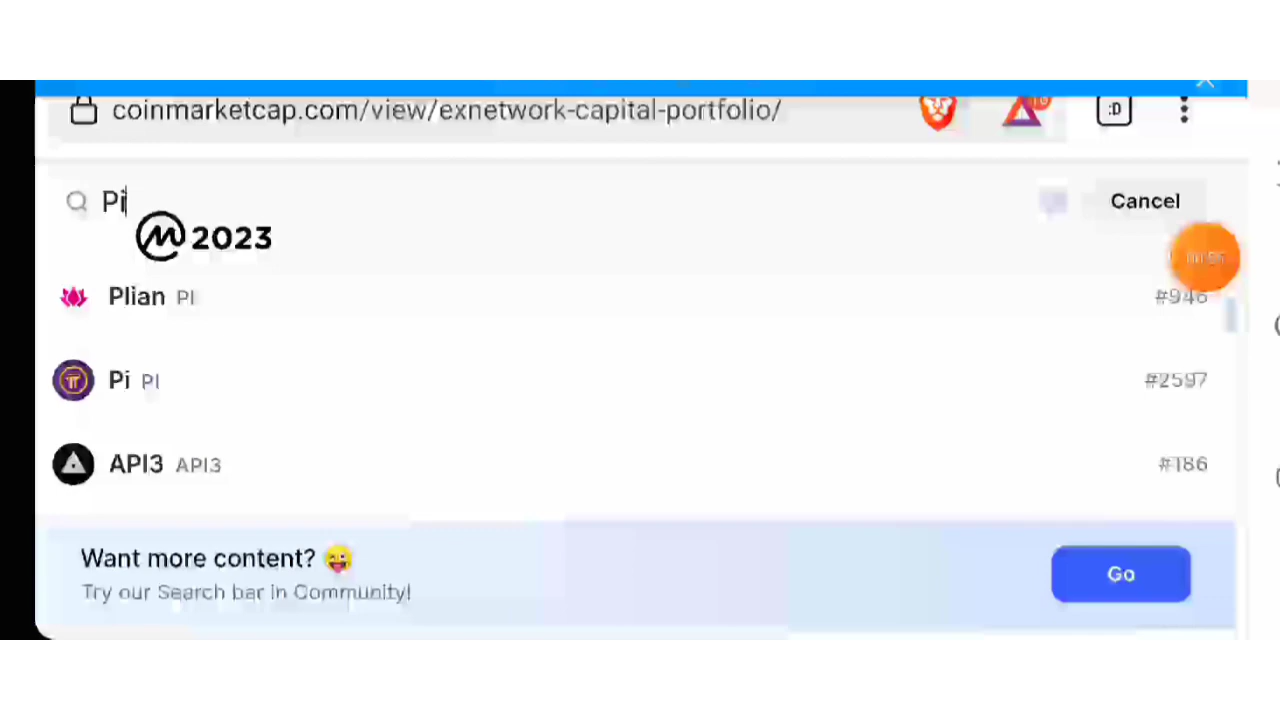 coinmarketcap.com/view/exnetwork-capital-portfolio/
:D
Pi
Cancel
2023
Plian PI
#946
Pi PI
#2597
API3 API3
#186
Want more content? 😜
Go
Try our Search bar in Community!